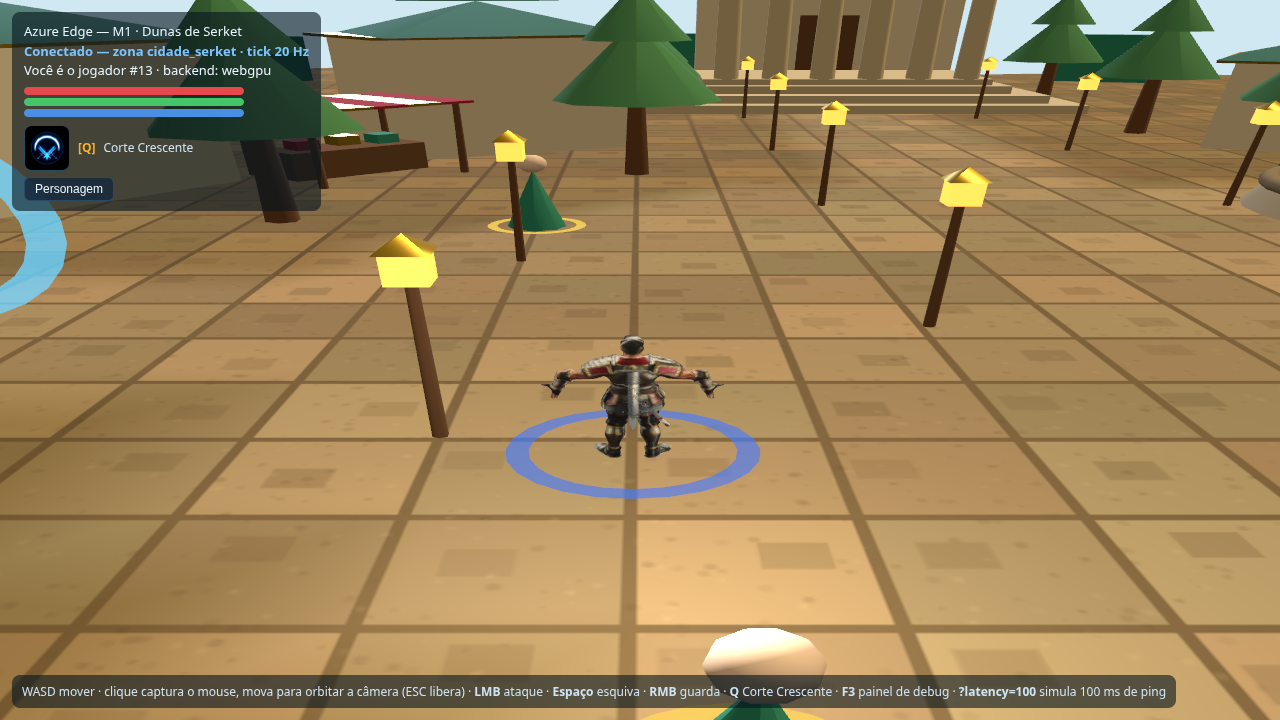 Azure Edge — M1 · Dunas de Serket
Conectado — zona cidade_serket · tick 20 Hz
Você é o jogador #13 · backend: webgpu
[Q] Corte Crescente
Personagem
WASD mover · clique captura o mouse, mova para orbitar a câmera (ESC libera) · LMB ataque · Espaço esquiva · RMB guarda · Q Corte Crescente · F3 painel de debug · ?latency=100 simula 100 ms de ping